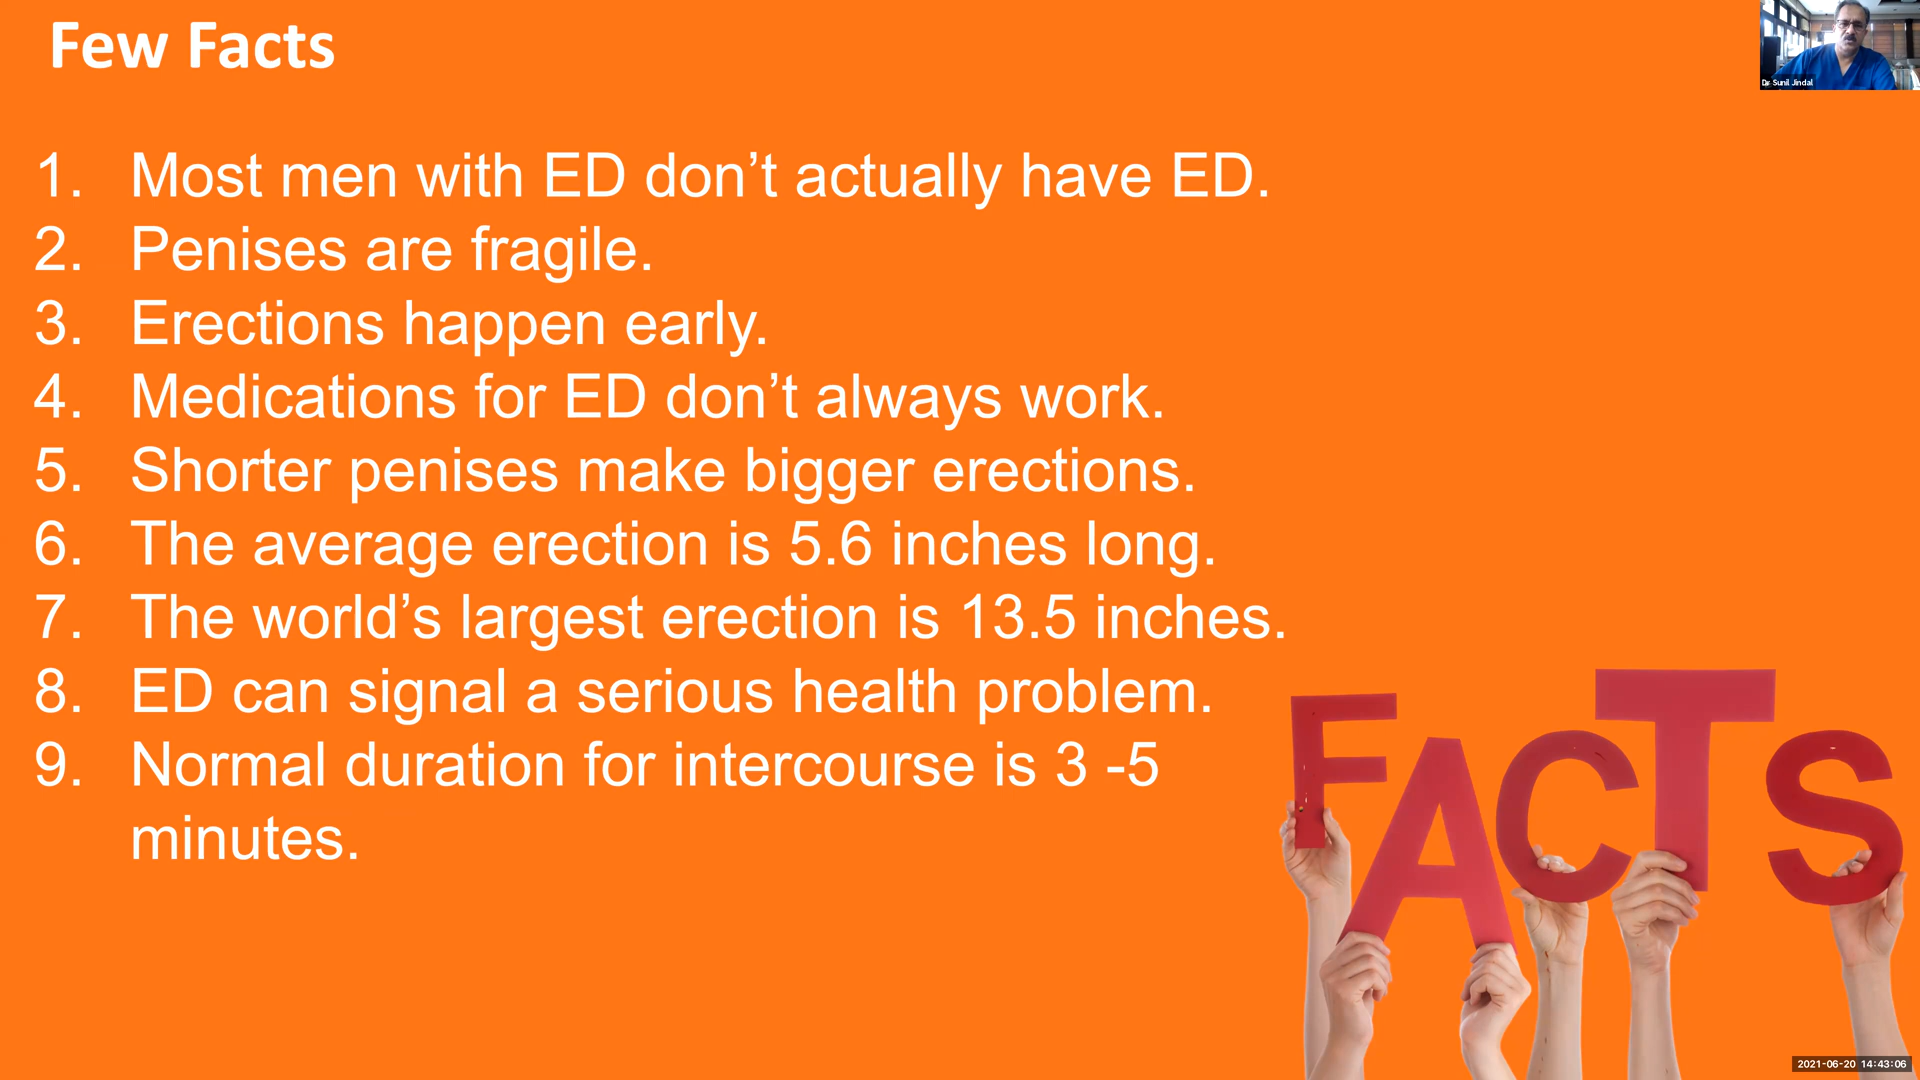 Few Facts
Dr Sunil Jindal
1. Most men with ED don’t actually have ED.
2. Penises are fragile.
3. Erections happen early.
4. Medications for ED don’t always work.
5. Shorter penises make bigger erections.
6. The average erection is 5.6 inches long.
7. The world’s largest erection is 13.5 inches.
8. ED can signal a serious health problem.
9. Normal duration for intercourse is 3 -5
minutes.
FACTS
2021-06-20 14:43:06